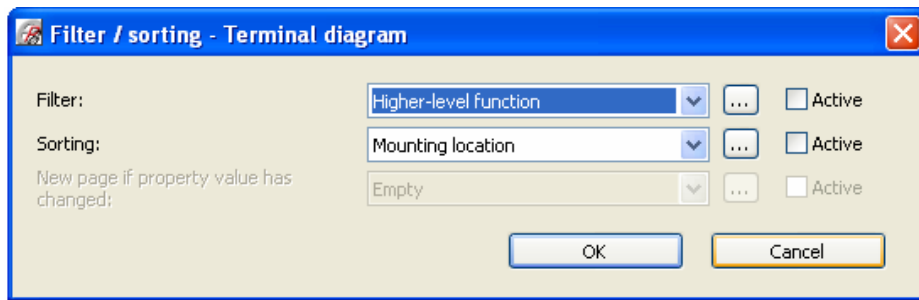 Filter / sorting - Terminal diagram
Filter: Higher-level function ... Active
Sorting: Mounting location ... Active
New page if property value has
changed: Empty ... Active
OK Cancel